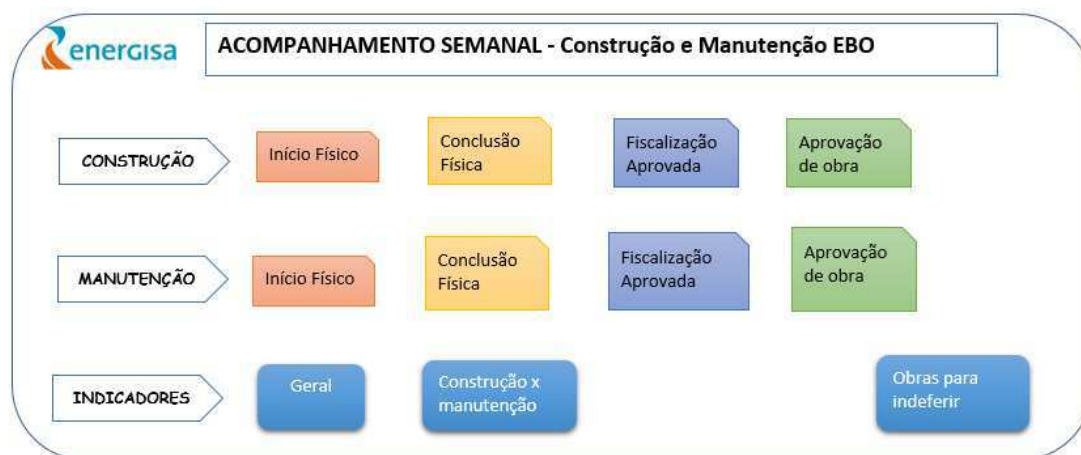 energisa
ACOMPANHAMENTO SEMANAL - Construção e Manutenção EBO
CONSTRUÇÃO
Início Físico
Conclusão
Física
Fiscalização
Aprovada
Aprovação
de obra
MANUTENÇÃO
Início Físico
Conclusão
Física
Fiscalização
Aprovada
Aprovação
de obra
INDICADORES
Geral
Construção x
manutenção
Obras para
indeferir